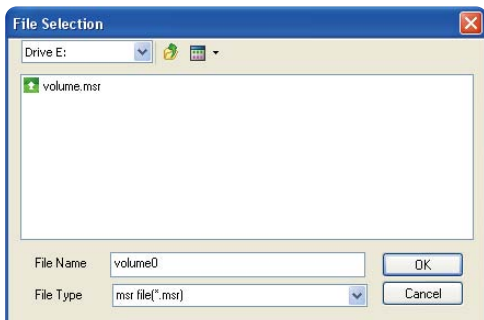 File Selection
Drive E:
volume.msr
File Name volume0 OK
File Type msr file(*.msr) Cancel